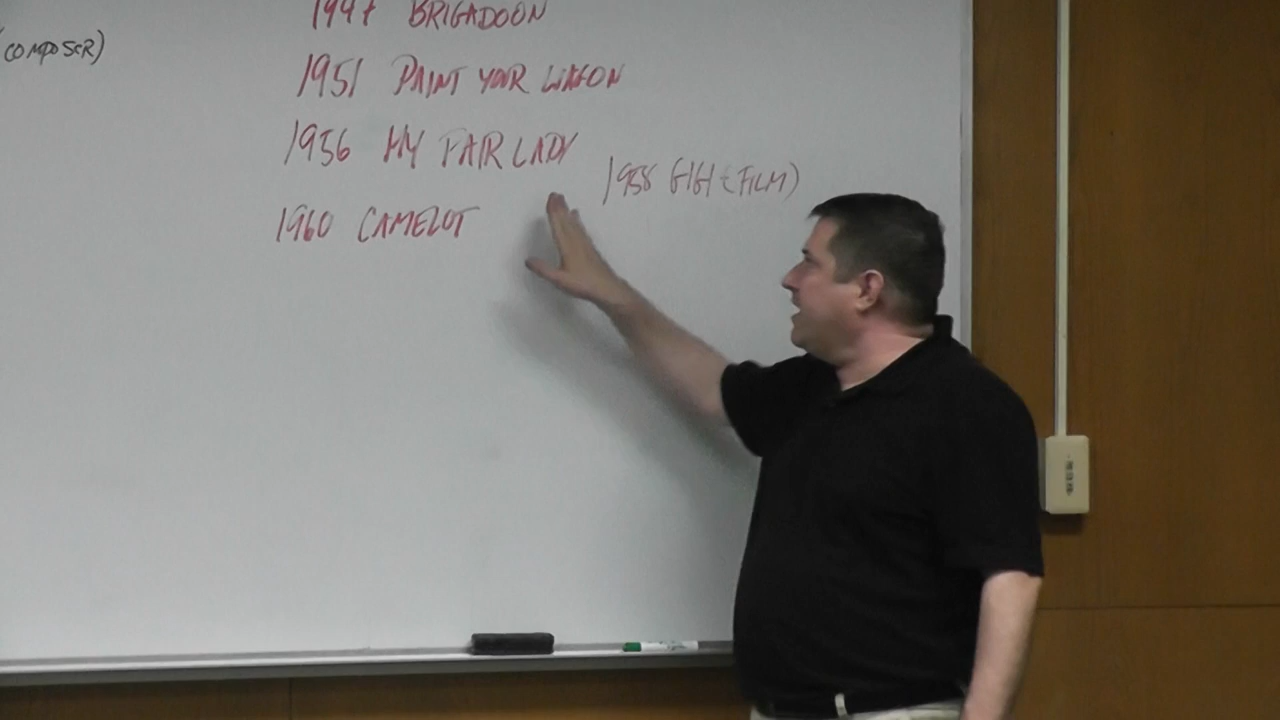 1947 BRIGADOON
(COMPOSER)
1951 PAINT YOUR WAGON
1956 MY FAIR LADY
1958 GIGI (FILM)
1960 CAMELOT